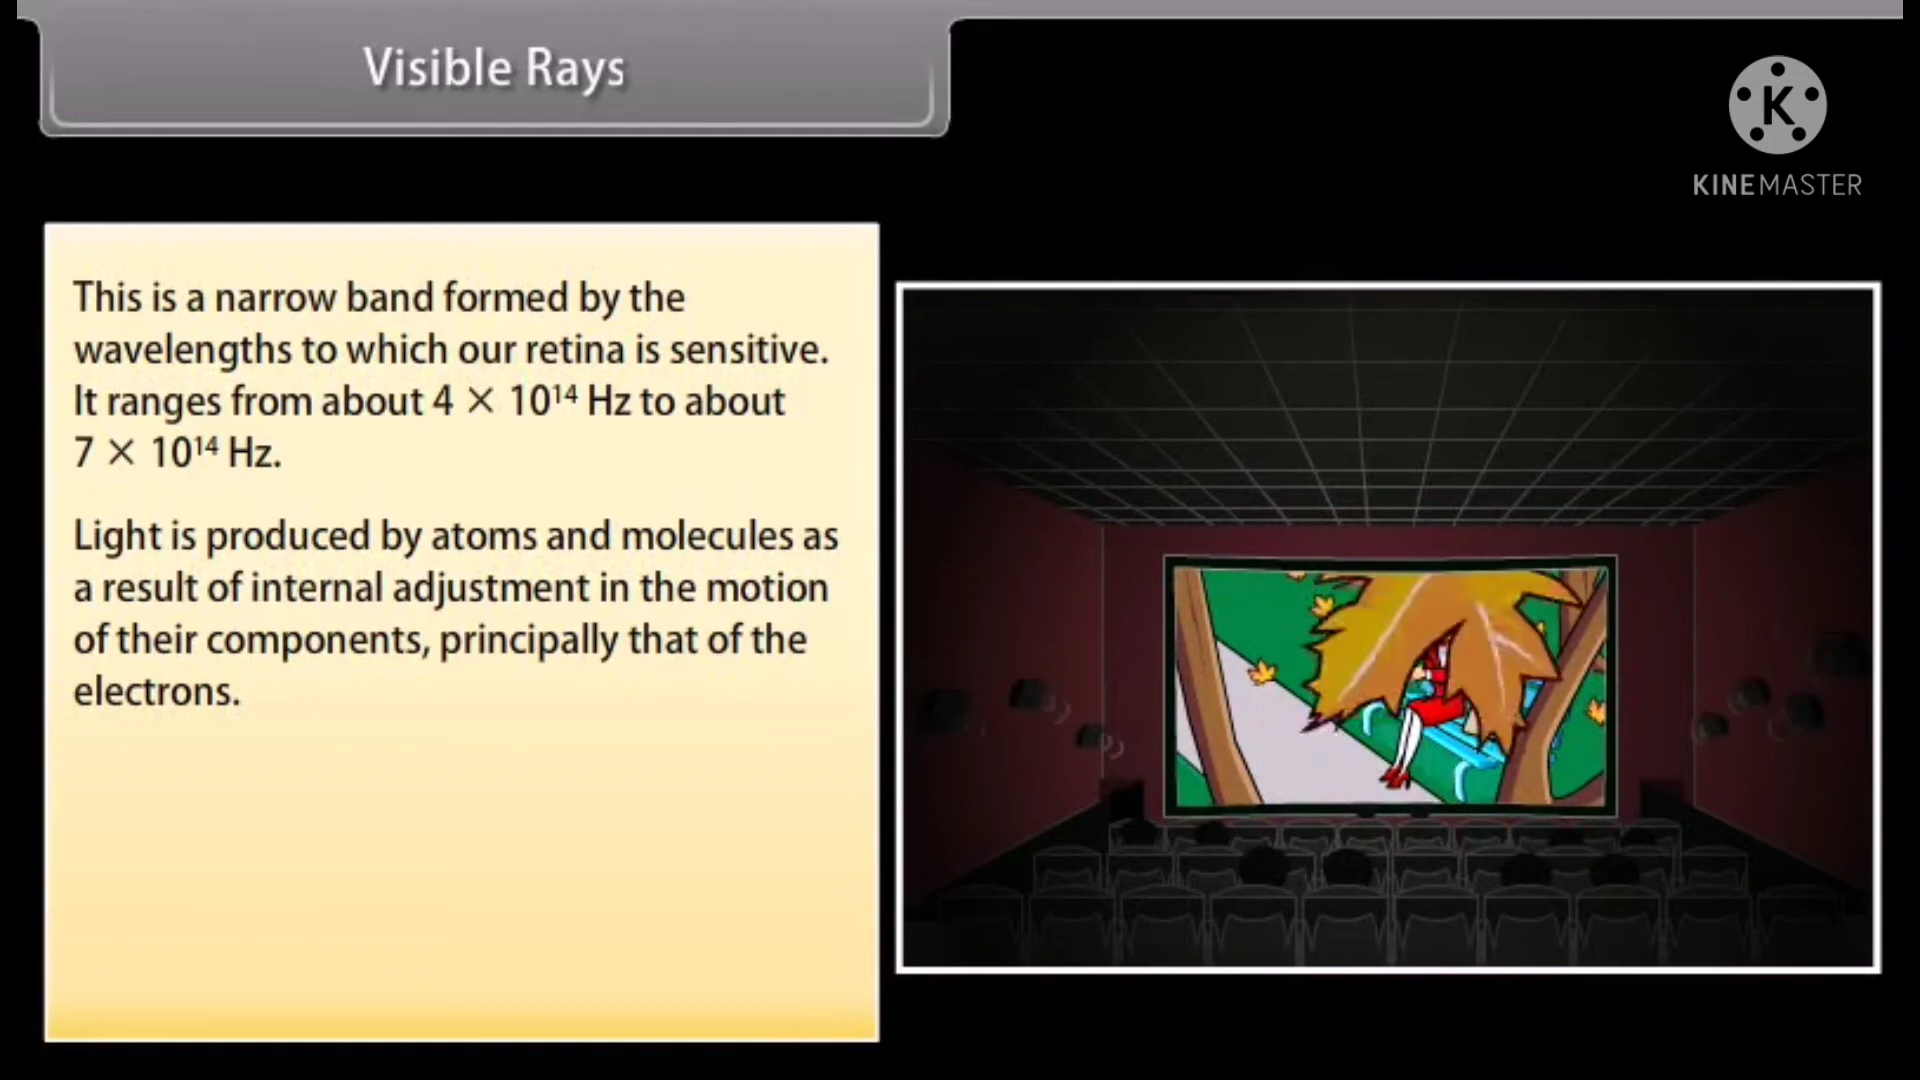 Visible Rays
K
KINEMASTER
This is a narrow band formed by the
wavelengths to which our retina is sensitive.
It ranges from about 4 × 10¹⁴ Hz to about
7 × 10¹⁴ Hz.
Light is produced by atoms and molecules as
a result of internal adjustment in the motion
of their components, principally that of the
electrons.